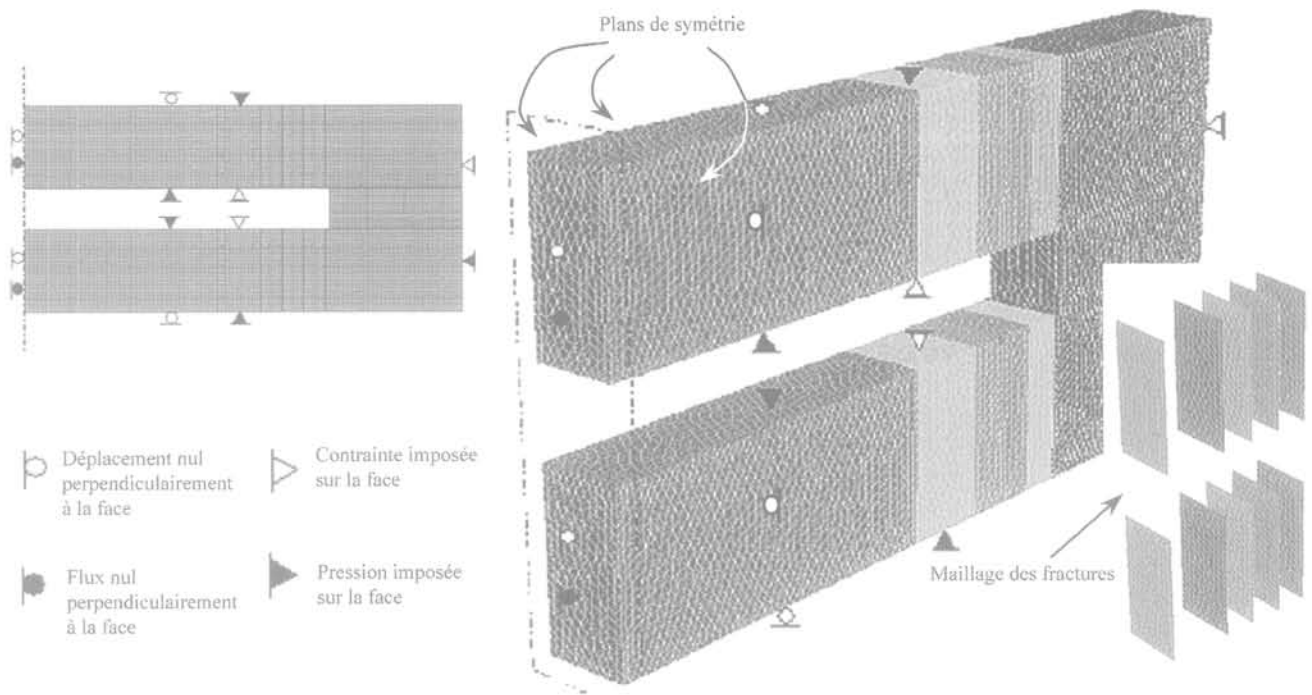 Plans de symétrie
Déplacement nul
perpendiculairement
à la face
Contrainte imposée
sur la face
Flux nul
perpendiculairement
à la face
Pression imposée
sur la face
Maillage des fractures